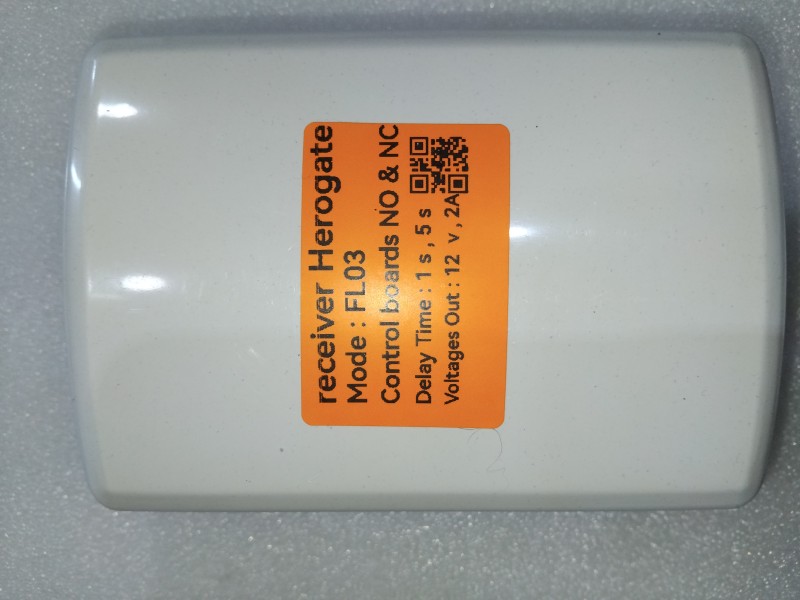 receiver Herogate
Mode : FL03
Control boards NO & NC
Delay Time : 1 s , 5 s
Voltages Out : 12 v , 2A